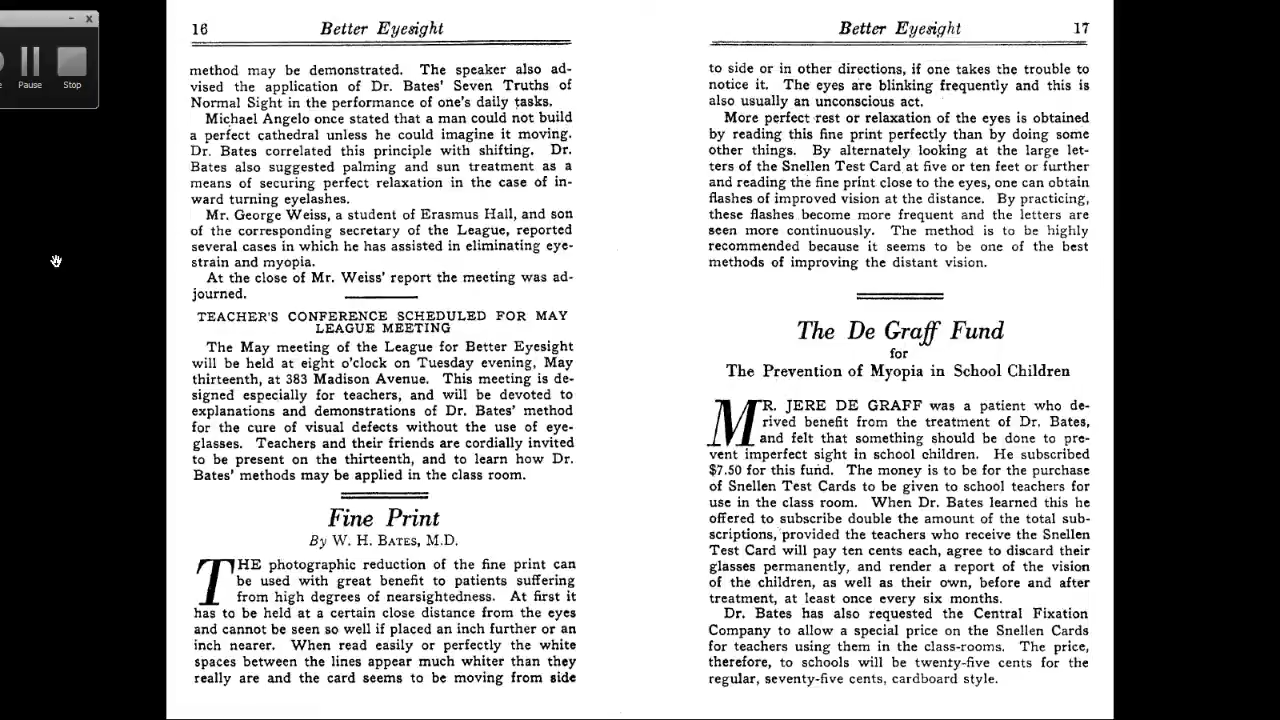 Pause
Stop
16
Better Eyesight
method may be demonstrated. The speaker also ad-
vised the application of Dr. Bates' Seven Truths of
Normal Sight in the performance of one's daily tasks.
Michael Angelo once stated that a man could not build
a perfect cathedral unless he could imagine it moving.
Dr. Bates correlated this principle with shifting. Dr.
Bates also suggested palming and sun treatment as a
means of securing perfect relaxation in the case of in-
ward turning eyelashes.
Mr. George Weiss, a student of Erasmus Hall, and son
of the corresponding secretary of the League, reported
several cases in which he has assisted in eliminating eye-
strain and myopia.
At the close of Mr. Weiss' report the meeting was ad-
journed.
TEACHER'S CONFERENCE SCHEDULED FOR MAY
LEAGUE MEETING
The May meeting of the League for Better Eyesight
will be held at eight o'clock on Tuesday evening, May
thirteenth, at 383 Madison Avenue. This meeting is de-
signed especially for teachers, and will be devoted to
explanations and demonstrations of Dr. Bates' method
for the cure of visual defects without the use of eye-
glasses. Teachers and their friends are cordially invited
to be present on the thirteenth, and to learn how Dr.
Bates' methods may be applied in the class room.
Fine Print
By W. H. BATES, M.D.
THE photographic reduction of the fine print can
be used with great benefit to patients suffering
from high degrees of nearsightedness. At first it
has to be held at a certain close distance from the eyes
and cannot be seen so well if placed an inch further or an
inch nearer. When read easily or perfectly the white
spaces between the lines appear much whiter than they
really are and the card seems to be moving from side
Better Eyesight
17
to side or in other directions, if one takes the trouble to
notice it. The eyes are blinking frequently and this is
also usually an unconscious act.
More perfect rest or relaxation of the eyes is obtained
by reading this fine print perfectly than by doing some
other things. By alternately looking at the large let-
ters of the Snellen Test Card at five or ten feet or further
and reading the fine print close to the eyes, one can obtain
flashes of improved vision at the distance. By practicing,
these flashes become more frequent and the letters are
seen more continuously. The method is to be highly
recommended because it seems to be one of the best
methods of improving the distant vision.
The De Graff Fund
for
The Prevention of Myopia in School Children
MR. JERE DE GRAFF was a patient who de-
rived benefit from the treatment of Dr. Bates,
and felt that something should be done to pre-
vent imperfect sight in school children. He subscribed
$7.50 for this fund. The money is to be for the purchase
of Snellen Test Cards to be given to school teachers for
use in the class room. When Dr. Bates learned this he
offered to subscribe double the amount of the total sub-
scriptions, provided the teachers who receive the Snellen
Test Card will pay ten cents each, agree to discard their
glasses permanently, and render a report of the vision
of the children, as well as their own, before and after
treatment, at least once every six months.
Dr. Bates has also requested the Central Fixation
Company to allow a special price on the Snellen Cards
for teachers using them in the class-rooms. The price,
therefore, to schools will be twenty-five cents for the
regular, seventy-five cents, cardboard style.